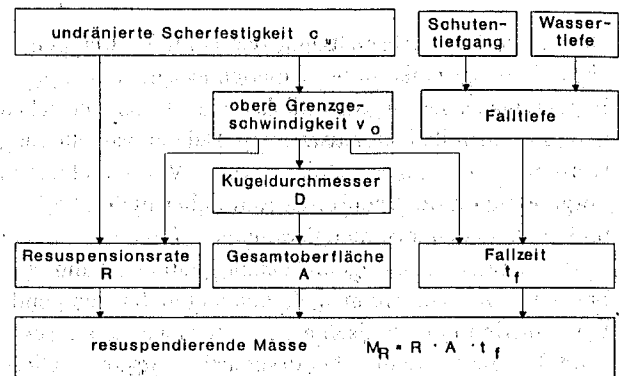 undränierte Scherfestigkeit c_u
Schuten-
tiefgang
Wasser-
tiefe
obere Grenzge-
schwindigkeit v_o
Falltiefe
Kugeldurchmesser
D
Resuspensionsrate
R
Gesamtoberfläche
A
Fallzeit
t_f
resuspendierende Masse M_R = R · A · t_f